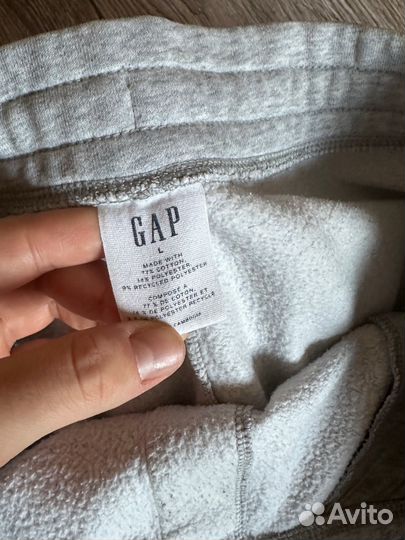 GAP
L
MADE WITH
77% COTTON,
14% POLYESTER,
9% RECYCLED POLYESTER
COMPOSÉ À
77 % DE COTON,
14 % DE POLYESTER ET
POLYESTER RECYCLÉ
CAMBODIA
Avito